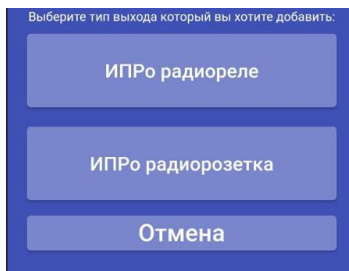 Выберите тип выхода который вы хотите добавить:
ИПРо радиореле
ИПРо радиорозетка
Отмена